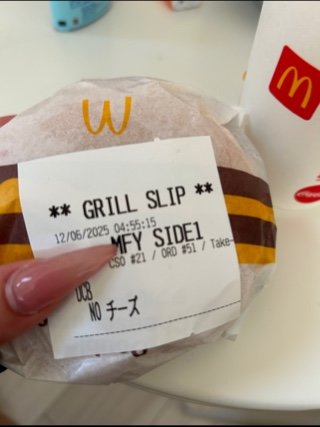 ** GRILL SLIP **
12/06/2025 04:55:15
MFY SIDE1
CSO #21 / ORD #51 / Take-
DCB
NO チーズ